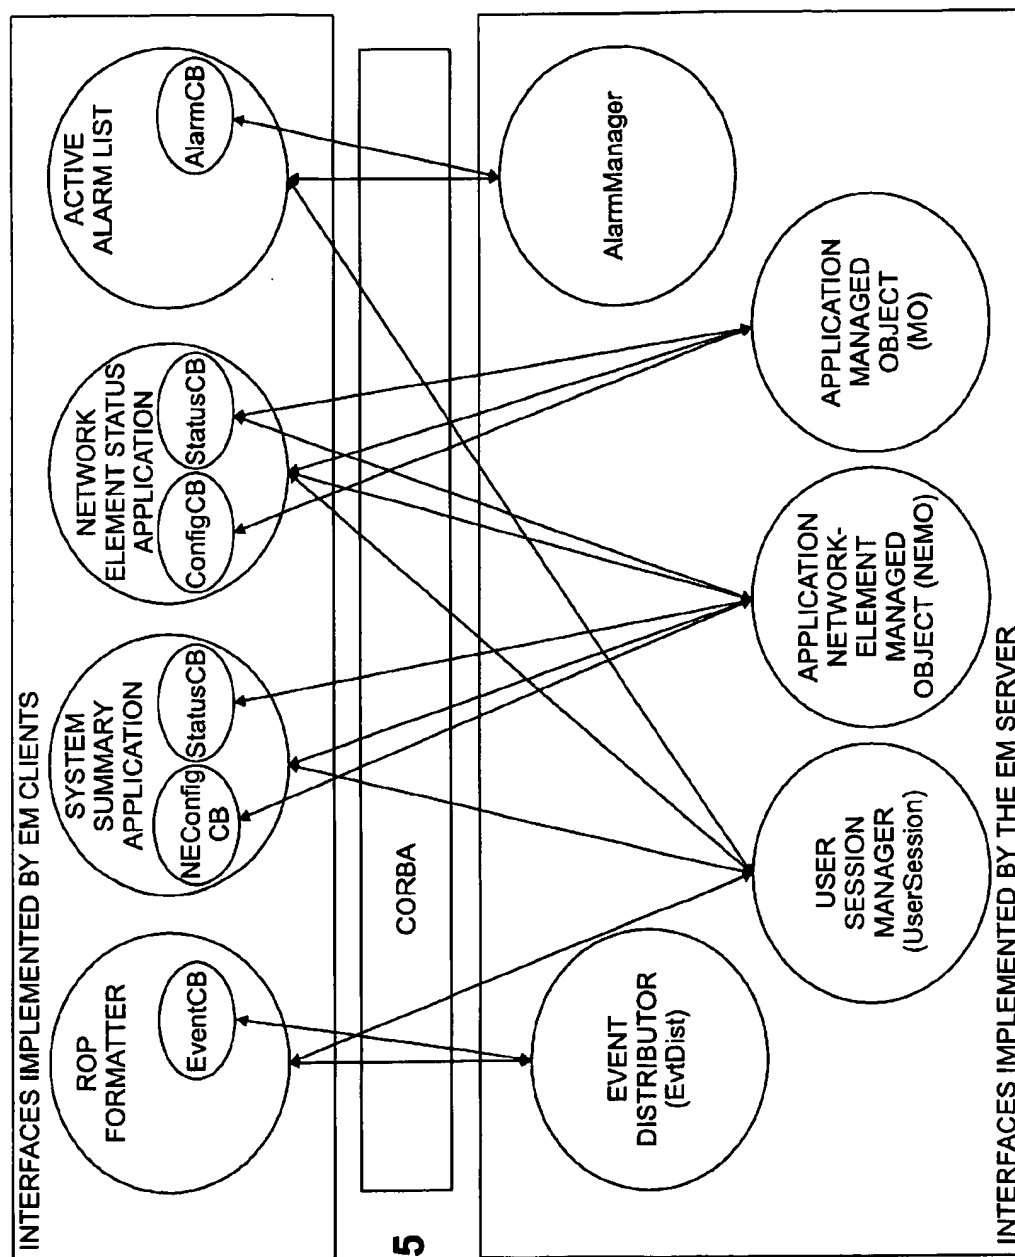 INTERFACES IMPLEMENTED BY EM CLIENTS
ROP
FORMATTER
EventCB
SYSTEM
SUMMARY
APPLICATION
NEConfig
CB
StatusCB
NETWORK
ELEMENT STATUS
APPLICATION
ConfigCB
StatusCB
ACTIVE
ALARM LIST
AlarmCB
CORBA
5
EVENT
DISTRIBUTOR
(EvtDist)
USER
SESSION
MANAGER
(UserSession)
APPLICATION
NETWORK-
ELEMENT
MANAGED
OBJECT (NEMO)
APPLICATION
MANAGED
OBJECT
(MO)
AlarmManager
INTERFACES IMPLEMENTED BY THE EM SERVER